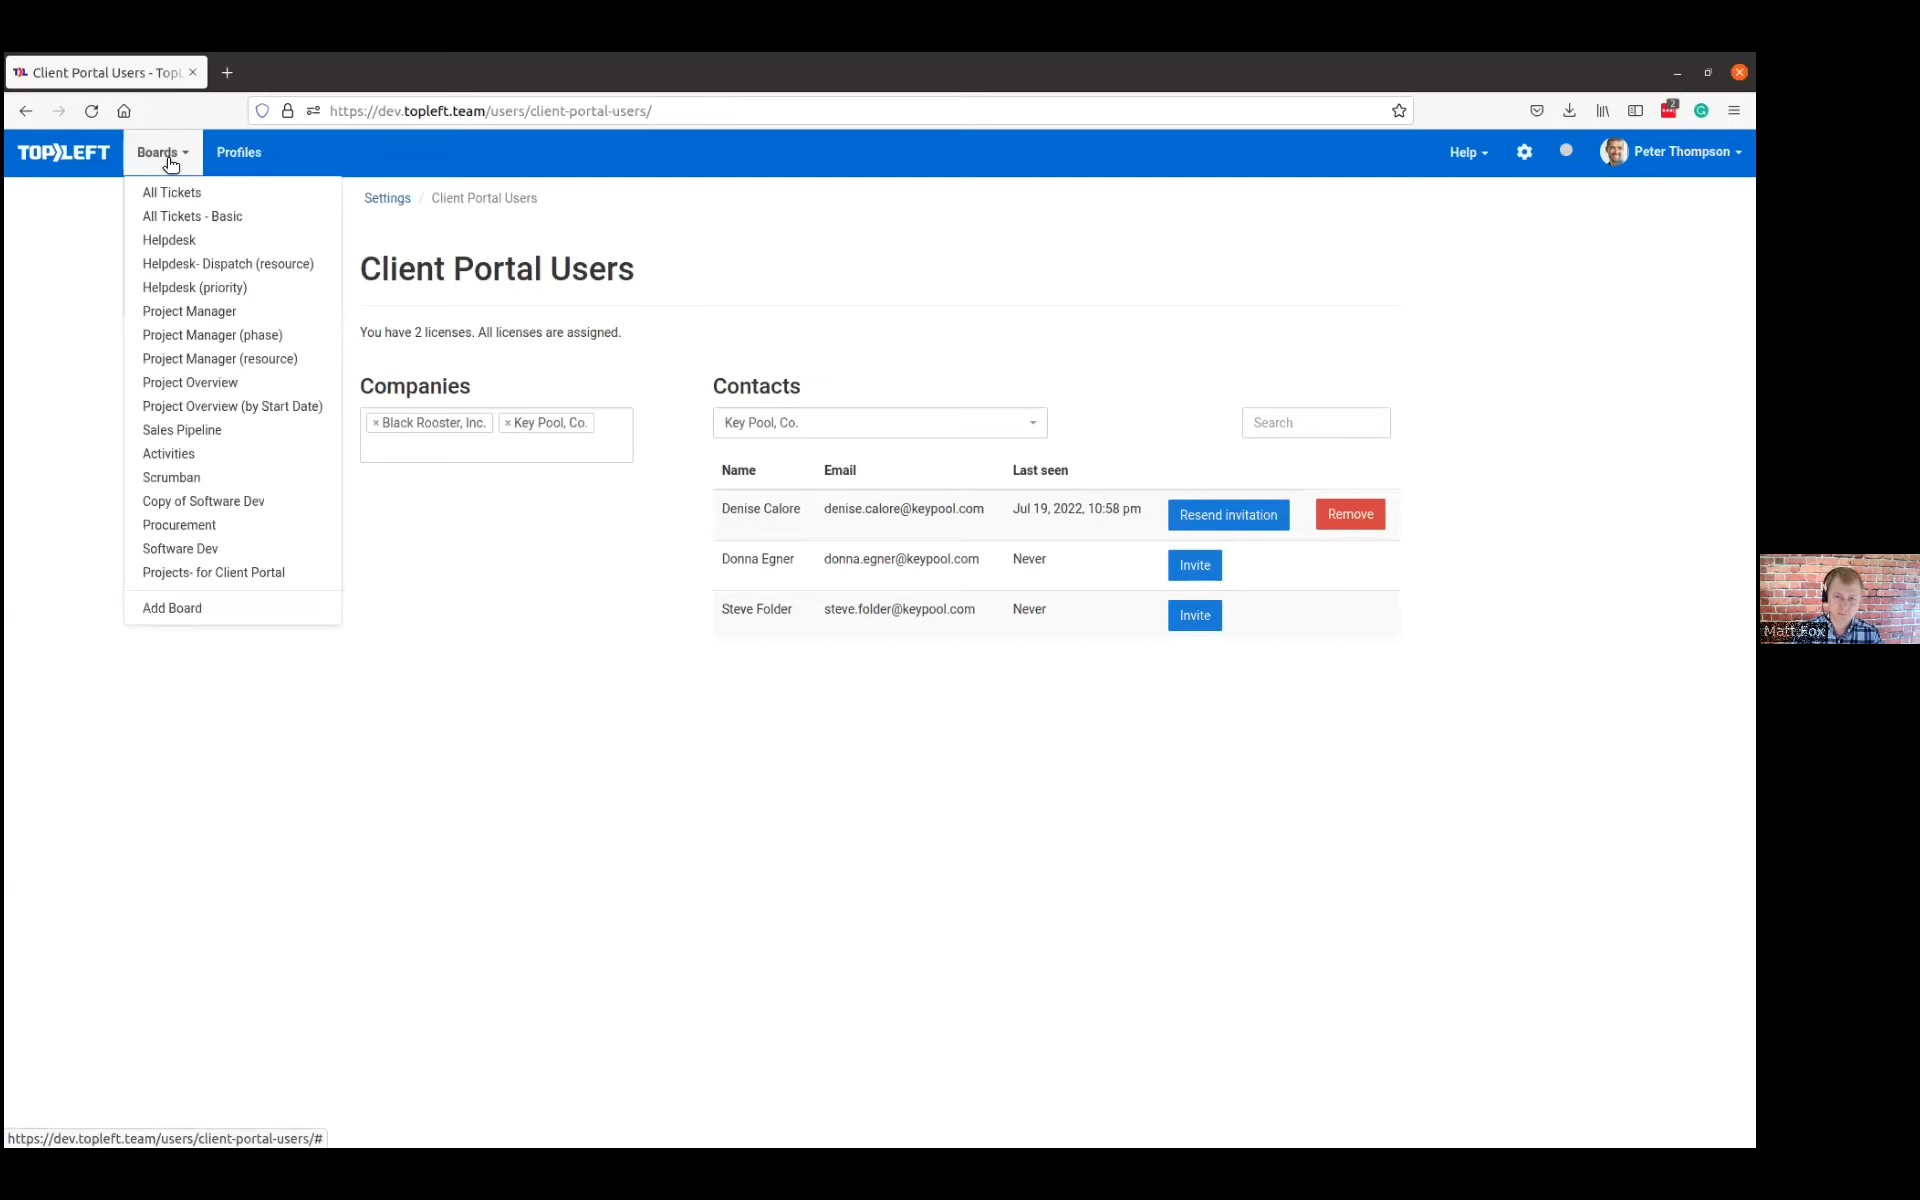 Client Portal Users - TopL
https://dev.topleft.team/users/client-portal-users/
2
TOP LEFT
Boards
Profiles
Help
Peter Thompson
All Tickets
All Tickets - Basic
Helpdesk
Helpdesk- Dispatch (resource)
Helpdesk (priority)
Project Manager
Project Manager (phase)
Project Manager (resource)
Project Overview
Project Overview (by Start Date)
Sales Pipeline
Activities
Scrumban
Copy of Software Dev
Procurement
Software Dev
Projects- for Client Portal
Add Board
Settings / Client Portal Users
Client Portal Users
You have 2 licenses. All licenses are assigned.
Companies
× Black Rooster, Inc. × Key Pool, Co.
Contacts
Key Pool, Co.
Search
Name Email Last seen
Denise Calore denise.calore@keypool.com Jul 19, 2022, 10:58 pm Resend invitation Remove
Donna Egner donna.egner@keypool.com Never Invite
Steve Folder steve.folder@keypool.com Never Invite
Matt Fox
https://dev.topleft.team/users/client-portal-users/#